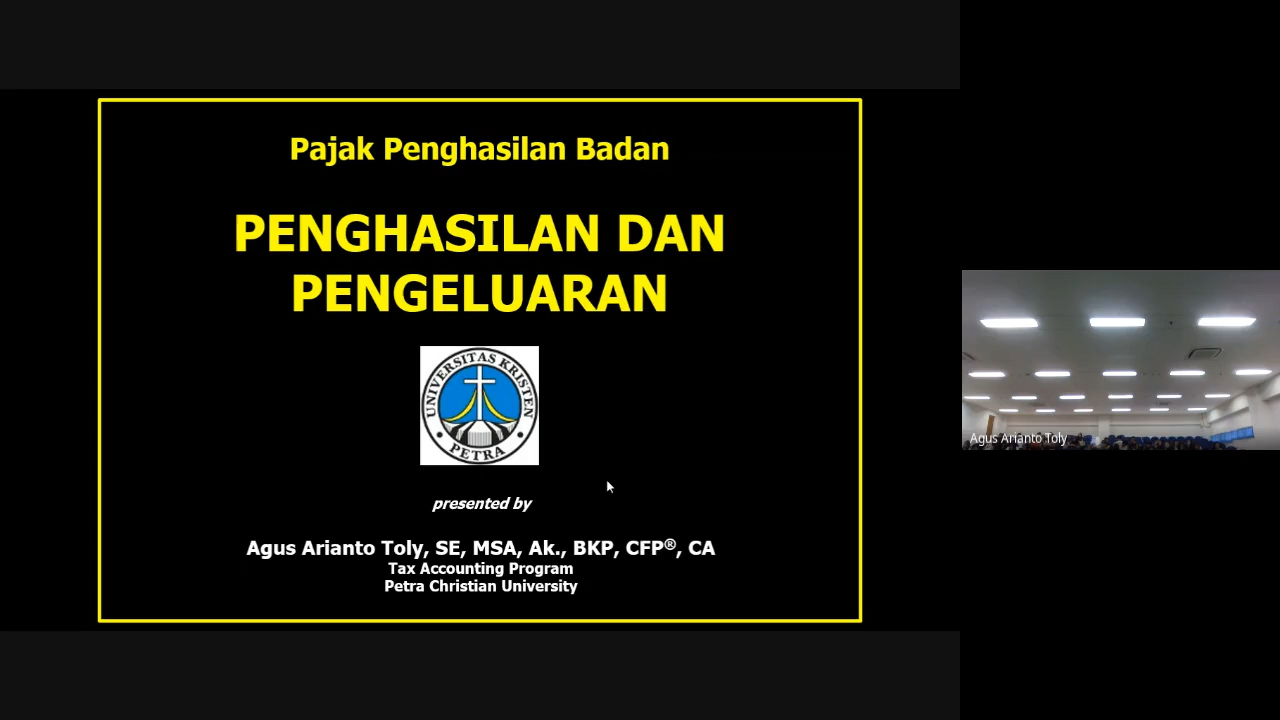 Pajak Penghasilan Badan
PENGHASILAN DAN
PENGELUARAN
UNIVERSITAS KRISTEN
PETRA
presented by
Agus Arianto Toly, SE, MSA, Ak., BKP, CFP®, CA
Tax Accounting Program
Petra Christian University
Agus Arianto Toly